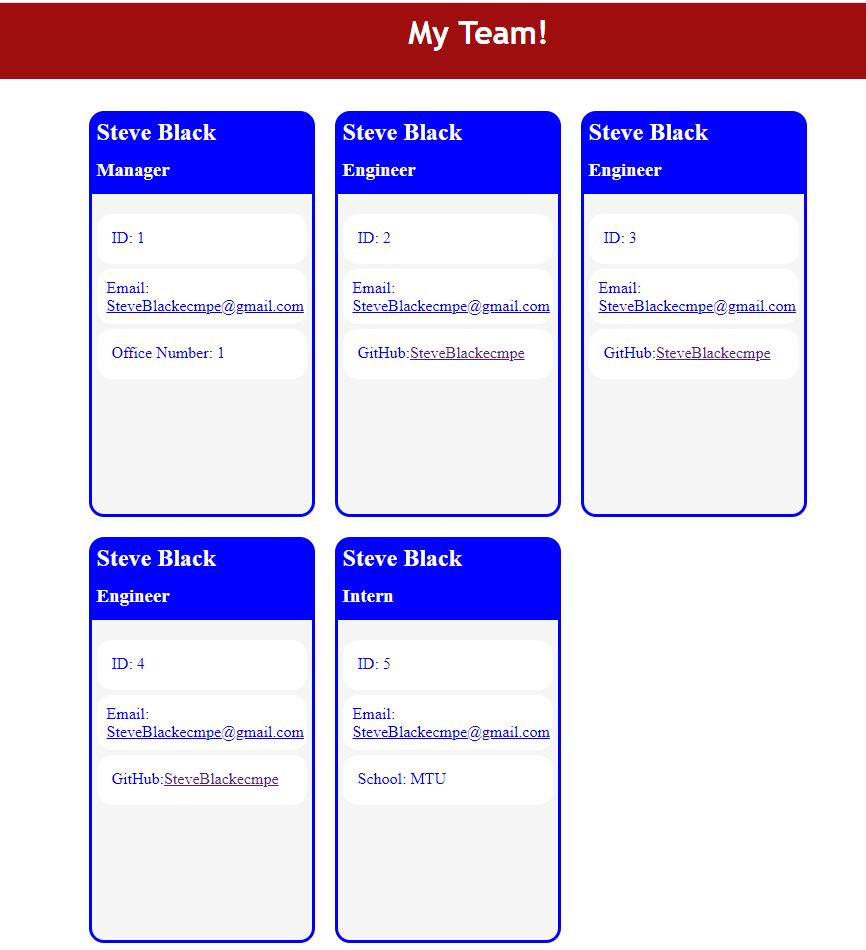 My Team!
Steve Black
Manager
ID: 1
Email:
SteveBlackecmpe@gmail.com
Office Number: 1
Steve Black
Engineer
ID: 2
Email:
SteveBlackecmpe@gmail.com
GitHub:SteveBlackecmpe
Steve Black
Engineer
ID: 3
Email:
SteveBlackecmpe@gmail.com
GitHub:SteveBlackecmpe
Steve Black
Engineer
ID: 4
Email:
SteveBlackecmpe@gmail.com
GitHub:SteveBlackecmpe
Steve Black
Intern
ID: 5
Email:
SteveBlackecmpe@gmail.com
School: MTU